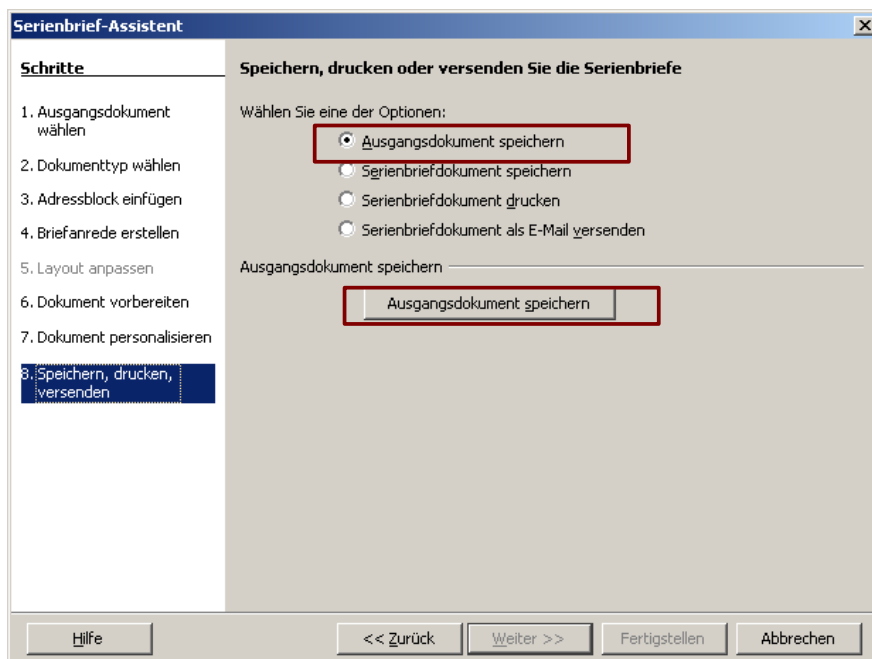 Serienbrief-Assistent
Schritte
1. Ausgangsdokument
wählen
2. Dokumenttyp wählen
3. Adressblock einfügen
4. Briefanrede erstellen
5. Layout anpassen
6. Dokument vorbereiten
7. Dokument personalisieren
8. Speichern, drucken,
versenden
Speichern, drucken oder versenden Sie die Serienbriefe
Wählen Sie eine der Optionen:
Ausgangsdokument speichern
Serienbriefdokument speichern
Serienbriefdokument drucken
Serienbriefdokument als E-Mail versenden
Ausgangsdokument speichern
Ausgangsdokument speichern
Hilfe
<< Zurück
Weiter >>
Fertigstellen
Abbrechen